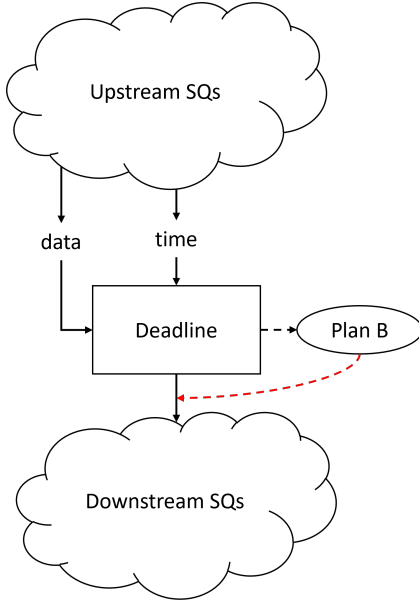 Upstream SQs
data
time
Deadline
Plan B
Downstream SQs